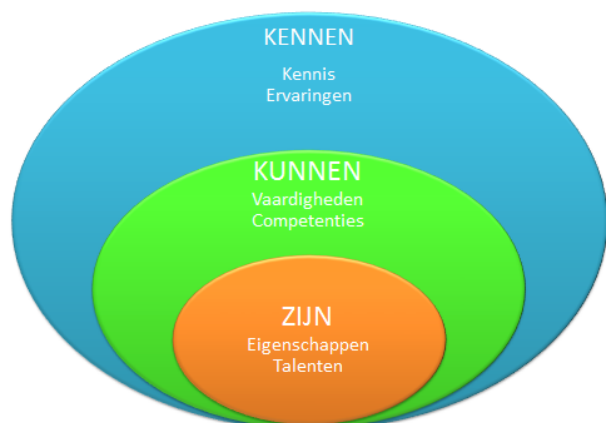 KENNEN
Kennis
Ervaringen
KUNNEN
Vaardigheden
Competenties
ZIJN
Eigenschappen
Talenten